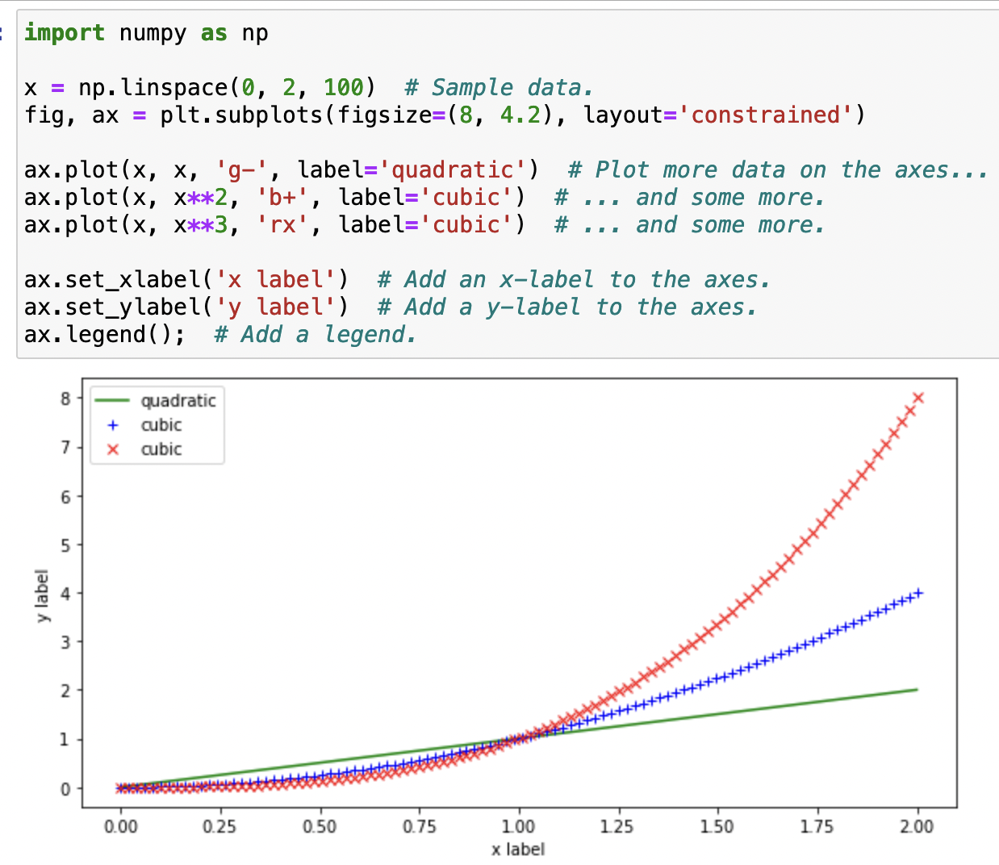 :
import numpy as np
x = np.linspace(0, 2, 100)  # Sample data.
fig, ax = plt.subplots(figsize=(8, 4.2), layout='constrained')
ax.plot(x, x, 'g-', label='quadratic')  # Plot more data on the axes...
ax.plot(x, x**2, 'b+', label='cubic')  # ... and some more.
ax.plot(x, x**3, 'rx', label='cubic')  # ... and some more.
ax.set_xlabel('x label')  # Add an x-label to the axes.
ax.set_ylabel('y label')  # Add a y-label to the axes.
ax.legend();  # Add a legend.
quadratic
cubic
cubic
8
7
6
5
4
3
2
1
0
y label
0.00 0.25 0.50 0.75 1.00 1.25 1.50 1.75 2.00
x label